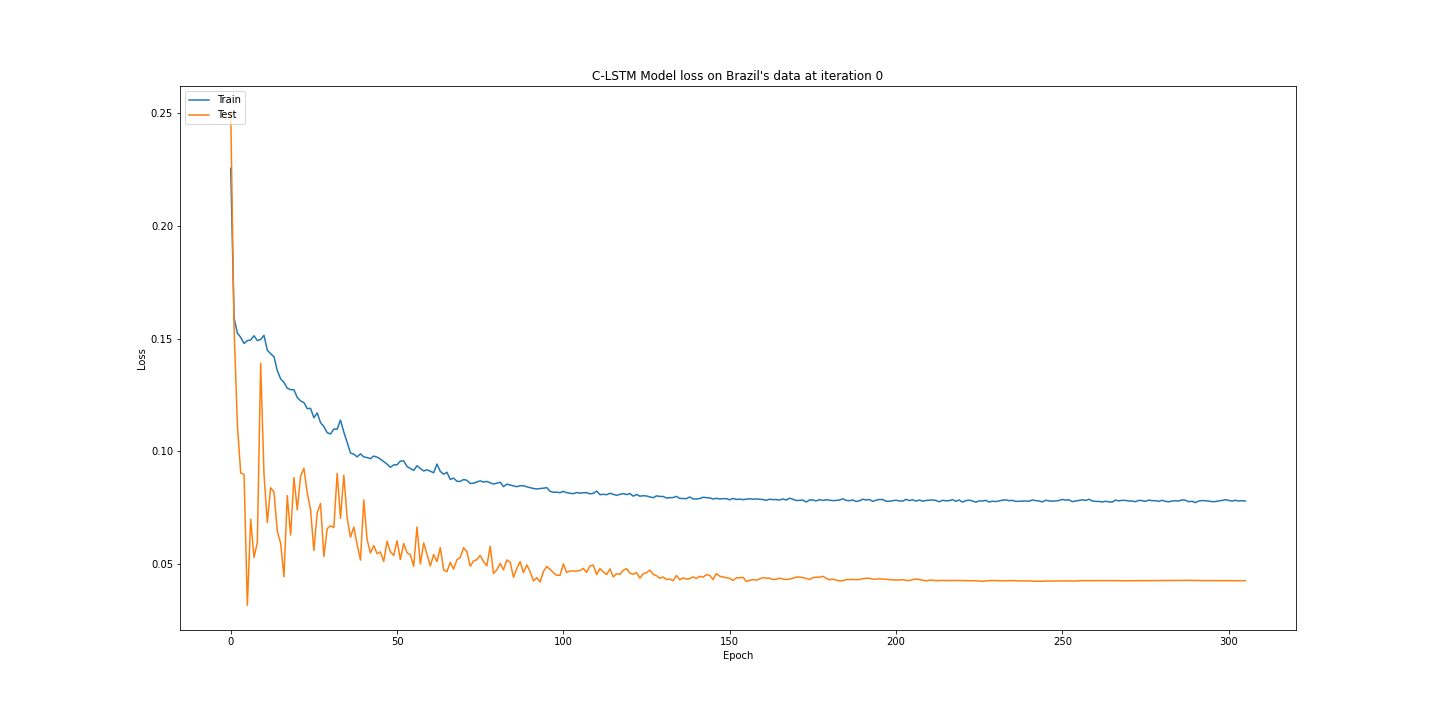 C-LSTM Model loss on Brazil's data at iteration 0
Train
Test
0.25
0.20
0.15
0.10
0.05
Loss
0 50 100 150 200 250 300
Epoch